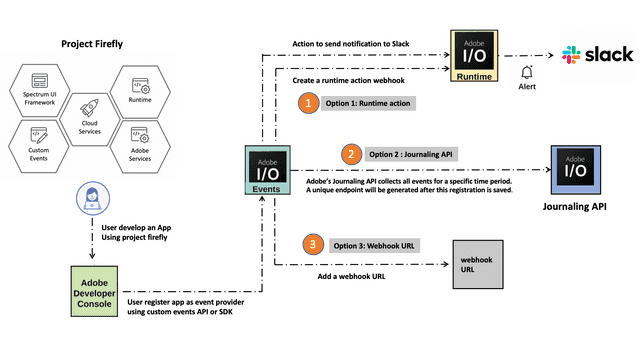 Project Firefly
Spectrum UI
Framework
Runtime
Cloud
Services
Custom
Events
Adobe
Services
User develop an App
Using project firefly
Adobe
Developer
Console
User register app as event provider
using custom events API or SDK
Adobe
I/O
Events
Action to send notification to Slack
Create a runtime action webhook
1
Option 1: Runtime action
Adobe
I/O
Runtime
Alert
slack
2
Option 2 : Journaling API
Adobe's Journaling API collects all events for a specific time period.
A unique endpoint will be generated after this registration is saved.
Adobe
I/O
Journaling API
3
Option 3: Webhook URL
Add a webhook URL
webhook
URL